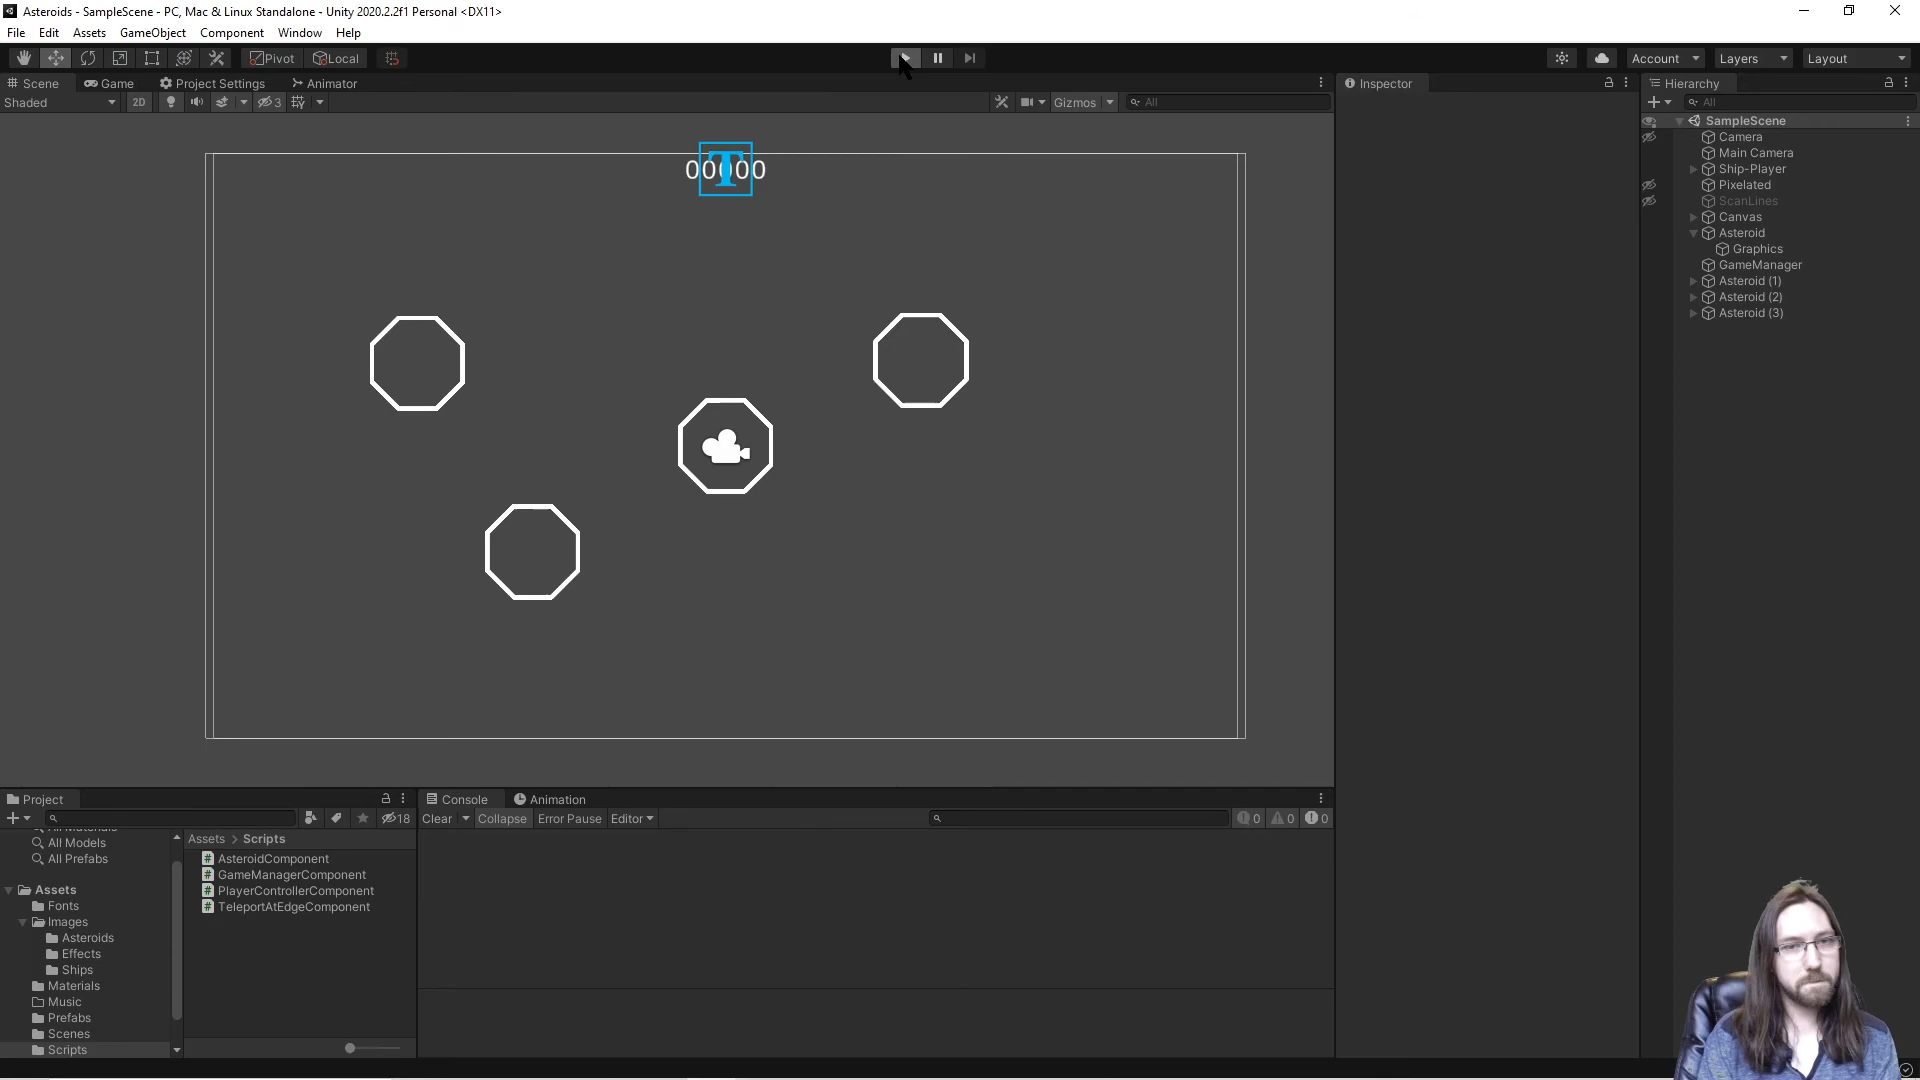 Asteroids - SampleScene - PC, Mac & Linux Standalone - Unity 2020.2.2f1 Personal <DX11>
File Edit Assets GameObject Component Window Help
Pivot Local Account Layers Layout
Scene Game Project Settings Animator Inspector Hierarchy
Shaded 2D 3 Gizmos All All
SampleScene
Camera
Main Camera
Ship-Player
Pixelated
ScanLines
Canvas
Asteroid
Graphics
GameManager
Asteroid (1)
Asteroid (2)
Asteroid (3)
00000
T
Project Console Animation
18 Clear Collapse Error Pause Editor 0 0 0
All Materials
All Models
All Prefabs
Assets
Fonts
Images
Asteroids
Effects
Ships
Materials
Music
Prefabs
Scenes
Scripts
Assets > Scripts
AsteroidComponent
GameManagerComponent
PlayerControllerComponent
TeleportAtEdgeComponent